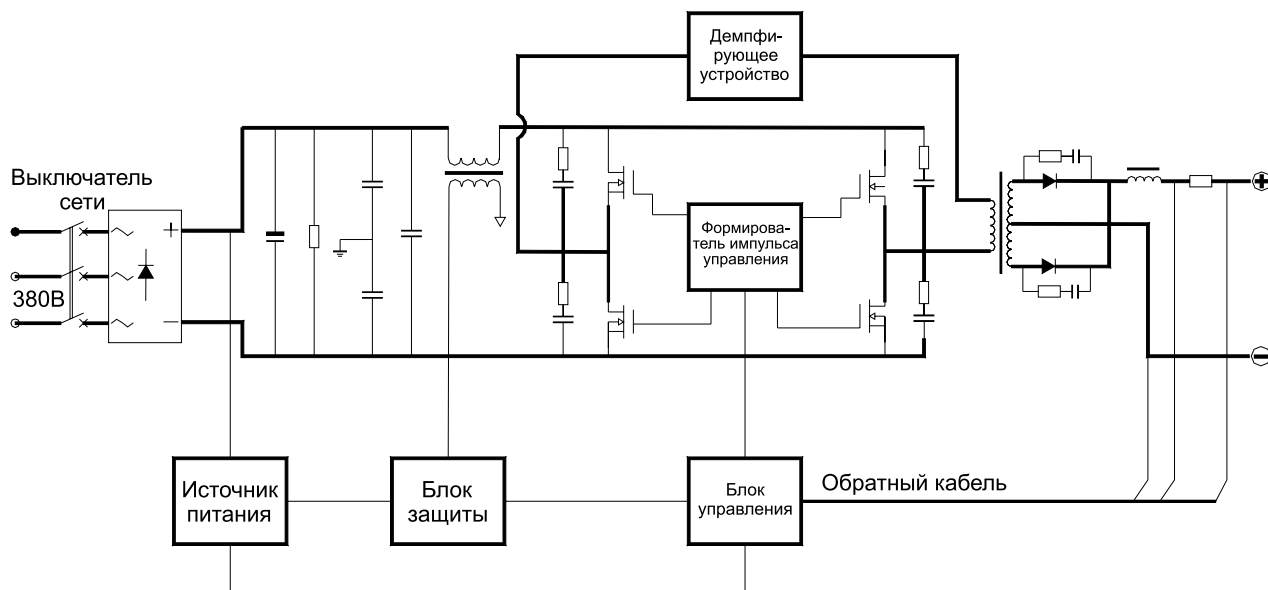 Демпфи-
рующее
устройство
Выключатель
сети
380В
+
−
Формирова-
тель импульса
управления
+
−
Источник
питания
Блок
защиты
Блок
управления
Обратный кабель